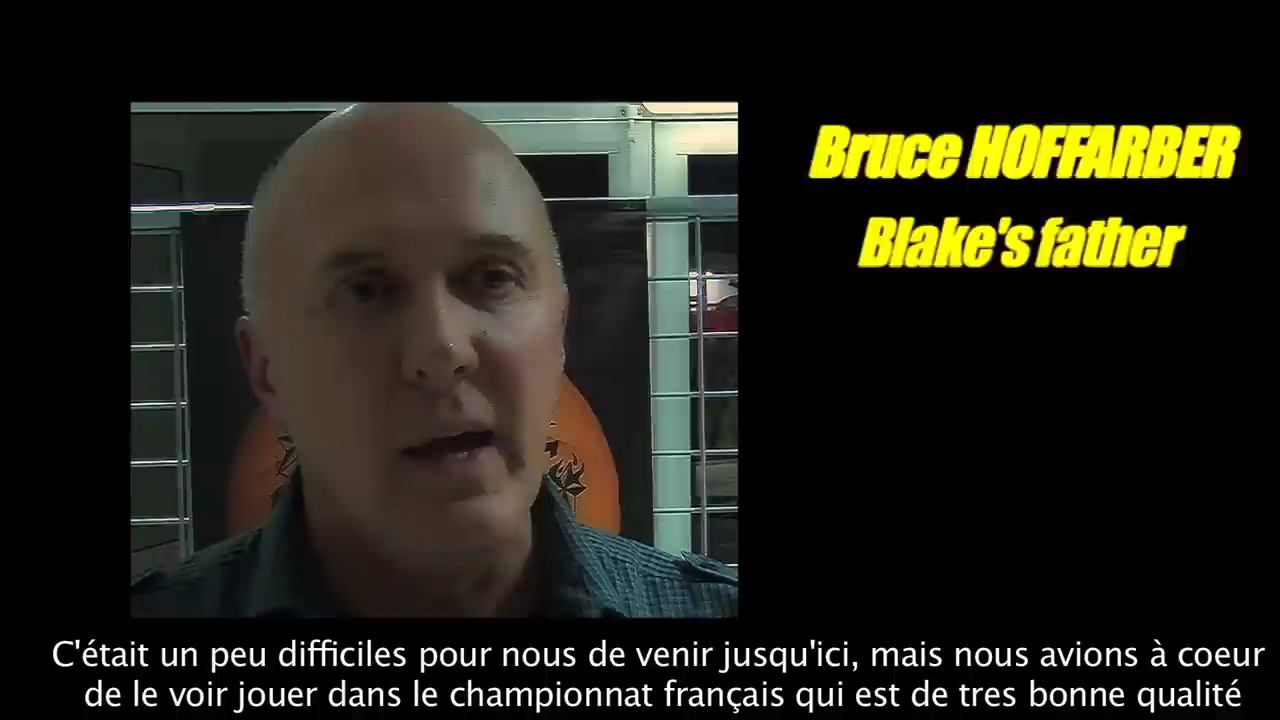 Bruce HOFFARBER
Blake's father
C'était un peu difficiles pour nous de venir jusqu'ici, mais nous avions à coeur
de le voir jouer dans le championnat français qui est de tres bonne qualité